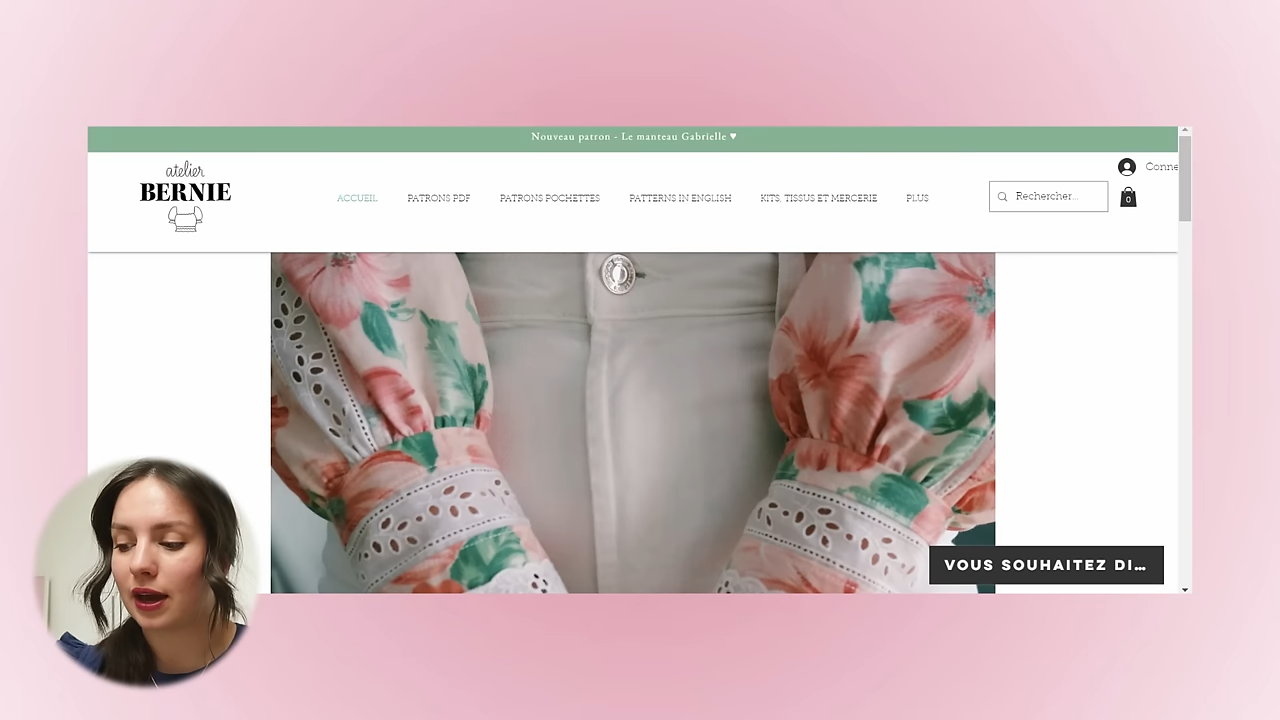 Nouveau patron - Le manteau Gabrielle ♥
atelier
BERNIE
ACCUEIL PATRONS PDF PATRONS POCHETTES PATTERNS IN ENGLISH KITS, TISSUS ET MERCERIE PLUS
Conne
Rechercher...
0
VOUS SOUHAITEZ DI...